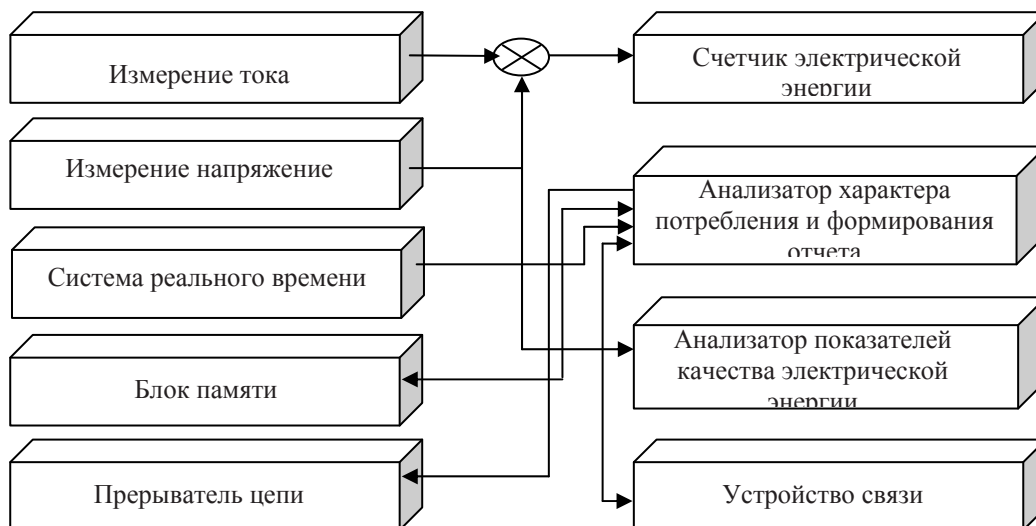 Измерение тока
Счетчик электрической
энергии
Измерение напряжение
Анализатор характера
потребления и формирования
отчета
Система реального времени
Блок памяти
Анализатор показателей
качества электрической
энергии
Прерыватель цепи
Устройство связи